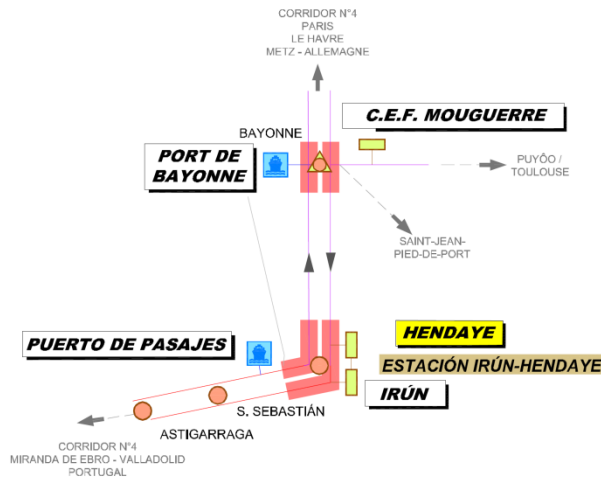 CORRIDOR N°4
PARIS
LE HAVRE
METZ - ALLEMAGNE
C.E.F. MOUGUERRE
BAYONNE
PORT DE
BAYONNE
PUYÔO /
TOULOUSE
SAINT-JEAN-
PIED-DE-PORT
HENDAYE
PUERTO DE PASAJES
ESTACIÓN IRÚN-HENDAYE
IRÚN
S. SEBASTIÁN
ASTIGARRAGA
CORRIDOR N°4
MIRANDA DE EBRO - VALLADOLID
PORTUGAL